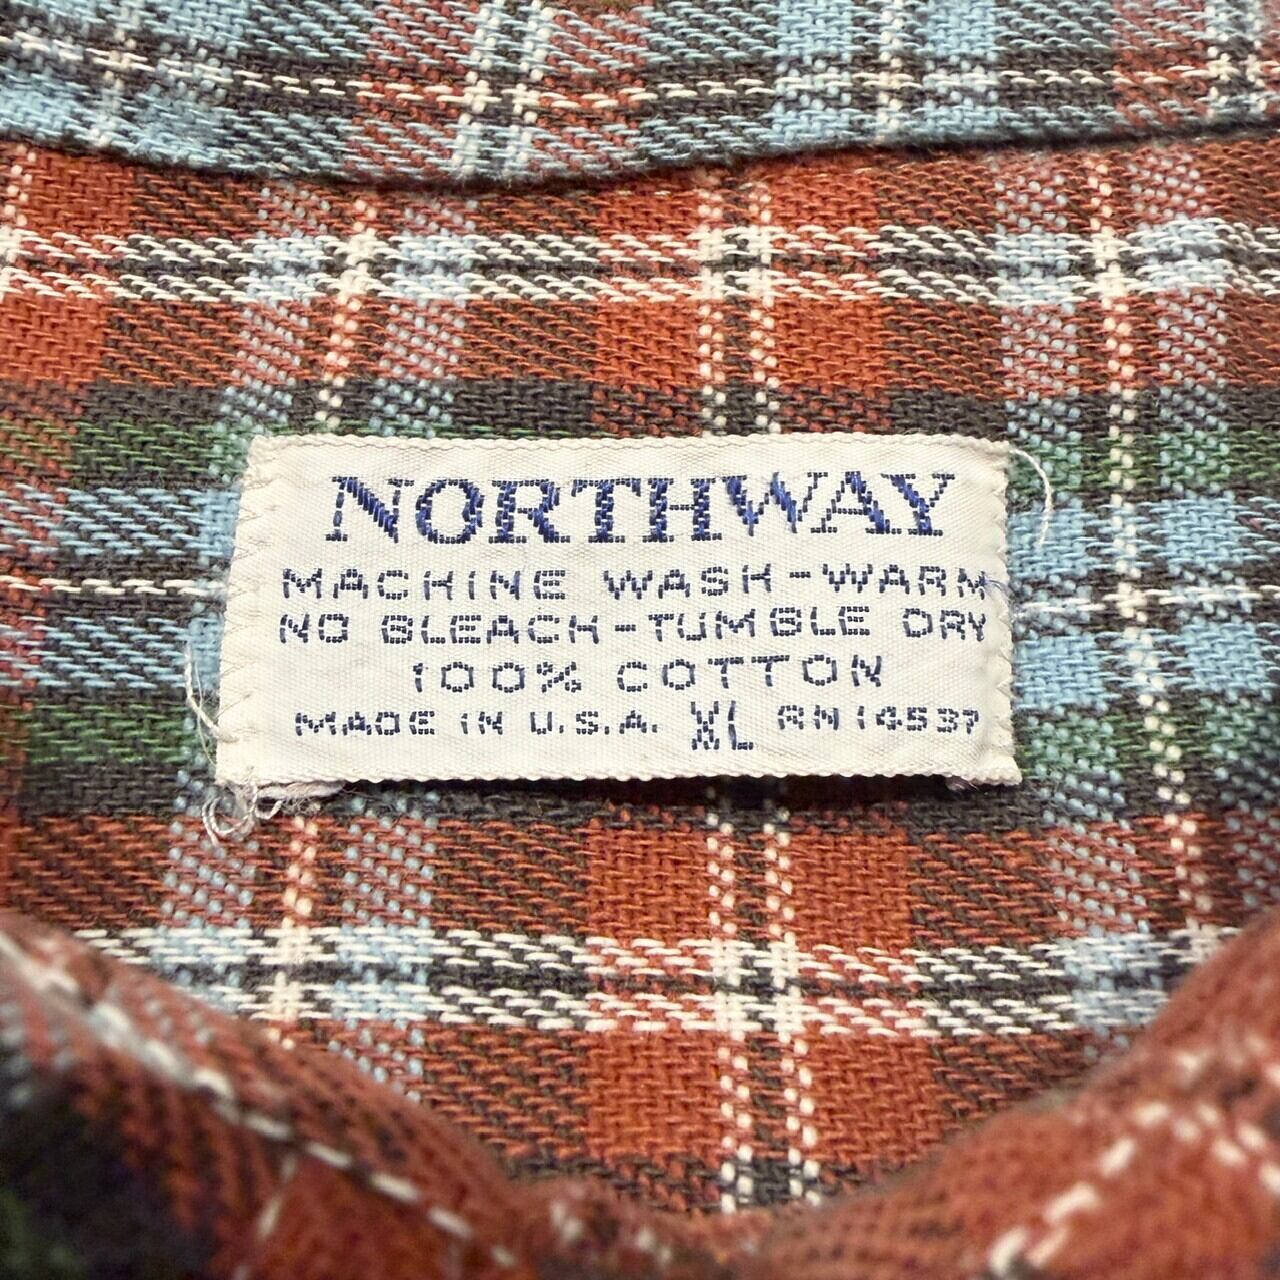 NORTHWAY
MACHINE WASH-WARM
NO BLEACH-TUMBLE DRY
100% COTTON
MADE IN U.S.A. XL RN14537